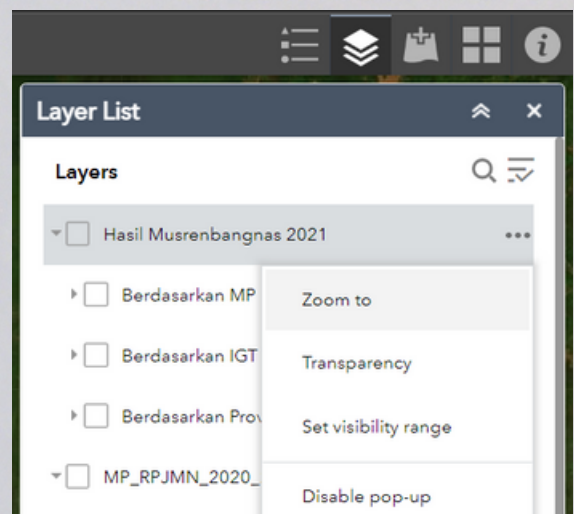 Layer List
Layers
Hasil Musrenbangnas 2021
Berdasarkan MP
Zoom to
Berdasarkan IGT
Transparency
Berdasarkan Prov
Set visibility range
MP_RPJMN_2020_
Disable pop-up